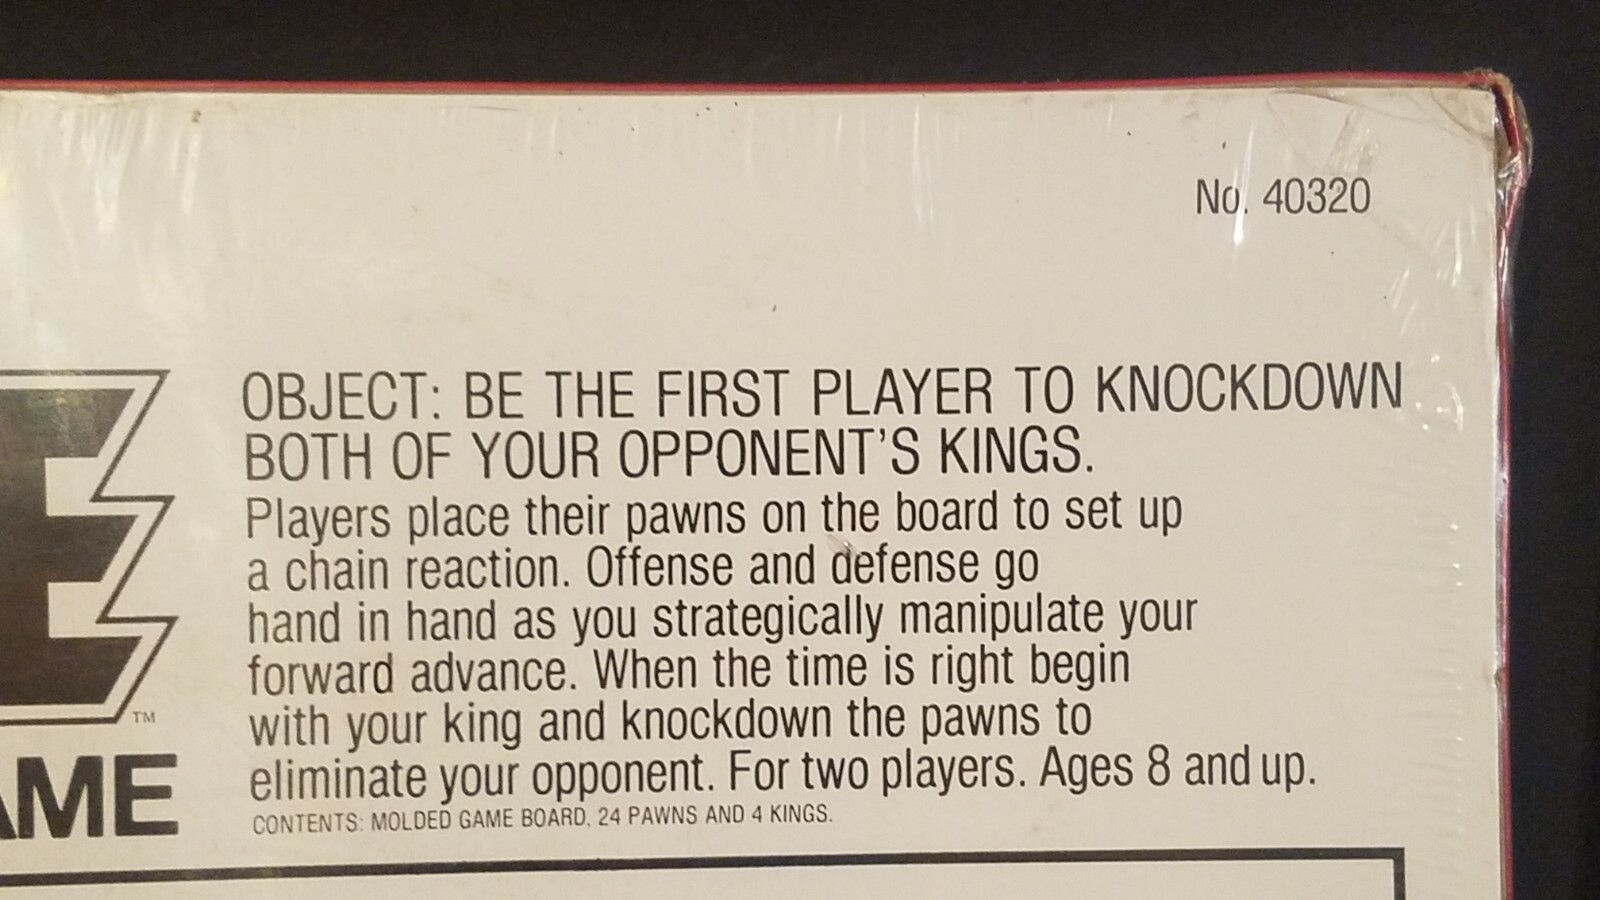 No. 40320
OBJECT: BE THE FIRST PLAYER TO KNOCKDOWN
BOTH OF YOUR OPPONENT'S KINGS.
Players place their pawns on the board to set up
a chain reaction. Offense and defense go
hand in hand as you strategically manipulate your
forward advance. When the time is right begin
with your king and knockdown the pawns to
eliminate your opponent. For two players. Ages 8 and up.
CONTENTS: MOLDED GAME BOARD, 24 PAWNS AND 4 KINGS.
E
TM
AME